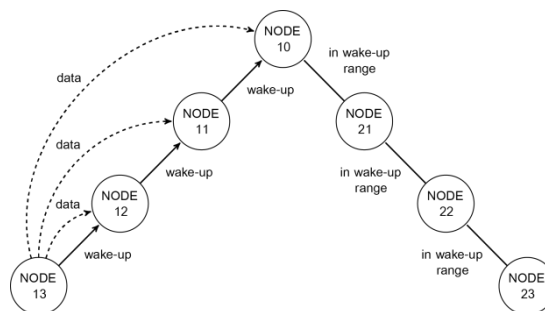 NODE
10
in wake-up
range
data
wake-up
NODE
11
NODE
21
data
wake-up
in wake-up
range
data
NODE
12
NODE
22
wake-up
in wake-up
range
NODE
13
NODE
23